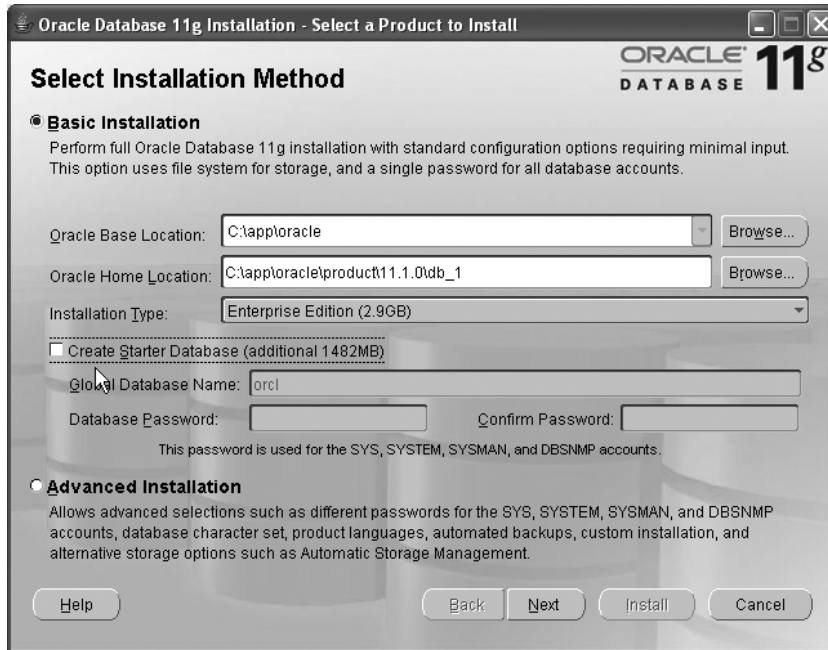 Oracle Database 11g Installation - Select a Product to Install
Select Installation Method
ORACLE
DATABASE 11g
Basic Installation
Perform full Oracle Database 11g installation with standard configuration options requiring minimal input.
This option uses file system for storage, and a single password for all database accounts.
Oracle Base Location: C:\app\oracle Browse...
Oracle Home Location: C:\app\oracle\product\11.1.0\db_1 Browse...
Installation Type: Enterprise Edition (2.9GB)
Create Starter Database (additional 1482MB)
Global Database Name: orcl
Database Password: Confirm Password:
This password is used for the SYS, SYSTEM, SYSMAN, and DBSNMP accounts.
Advanced Installation
Allows advanced selections such as different passwords for the SYS, SYSTEM, SYSMAN, and DBSNMP
accounts, database character set, product languages, automated backups, custom installation, and
alternative storage options such as Automatic Storage Management.
Help Back Next Install Cancel